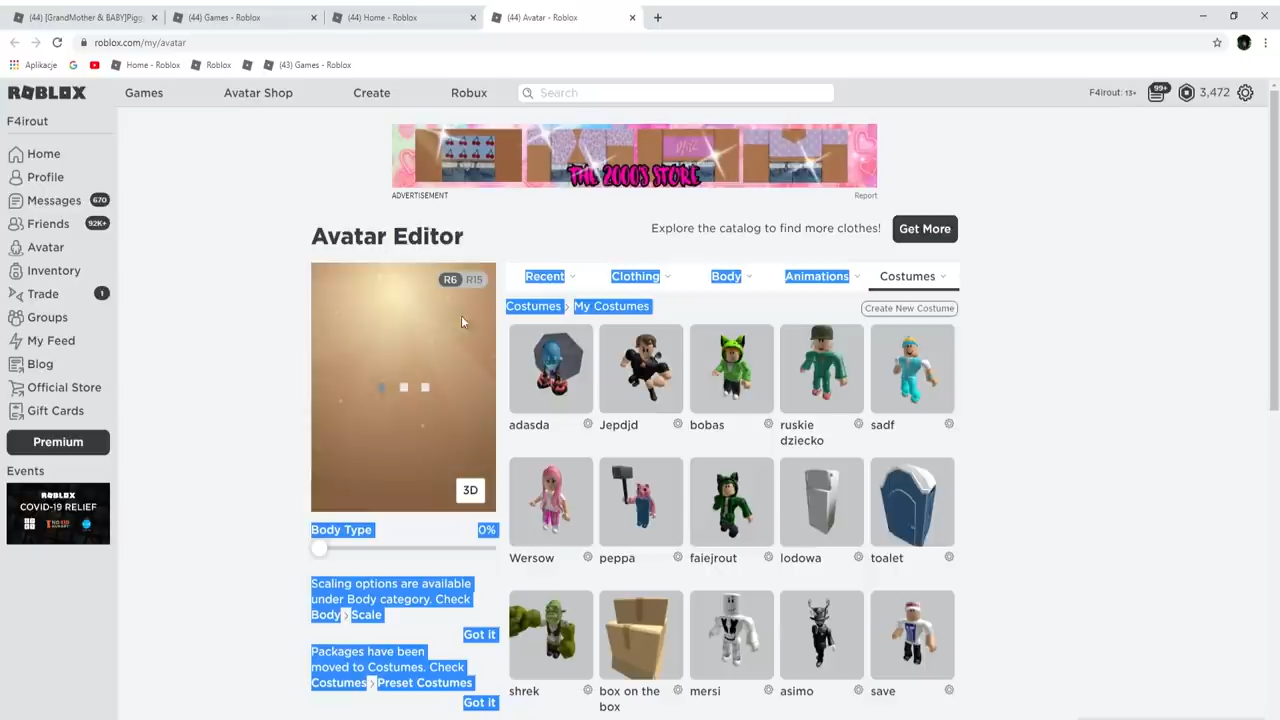 (44) [GrandMother & BABY]Pigg
(44) Games - Roblox
(44) Home - Roblox
(44) Avatar - Roblox
roblox.com/my/avatar
Aplikacje
Home - Roblox
Roblox
(43) Games - Roblox
ROBLOX
Games
Avatar Shop
Create
Robux
Search
F4irout: 13+
99+
3,472
F4irout
Home
Profile
Messages 670
Friends 92K+
Avatar
Inventory
Trade 1
Groups
My Feed
Blog
Official Store
Gift Cards
Premium
Events
ROBLOX
COVID-19 RELIEF
THE 2000'S STORE
ADVERTISEMENT
Report
Avatar Editor
Explore the catalog to find more clothes!
Get More
R6 R15
3D
Body Type 0%
Scaling options are available
under Body category. Check
Body > Scale
Got it
Packages have been
moved to Costumes. Check
Costumes > Preset Costumes
Got it
Recent
Clothing
Body
Animations
Costumes
Costumes > My Costumes
Create New Costume
adasda
Jepdjd
bobas
ruskie
dziecko
sadf
Wersow
peppa
faiejrout
lodowa
toalet
shrek
box on the
box
mersi
asimo
save